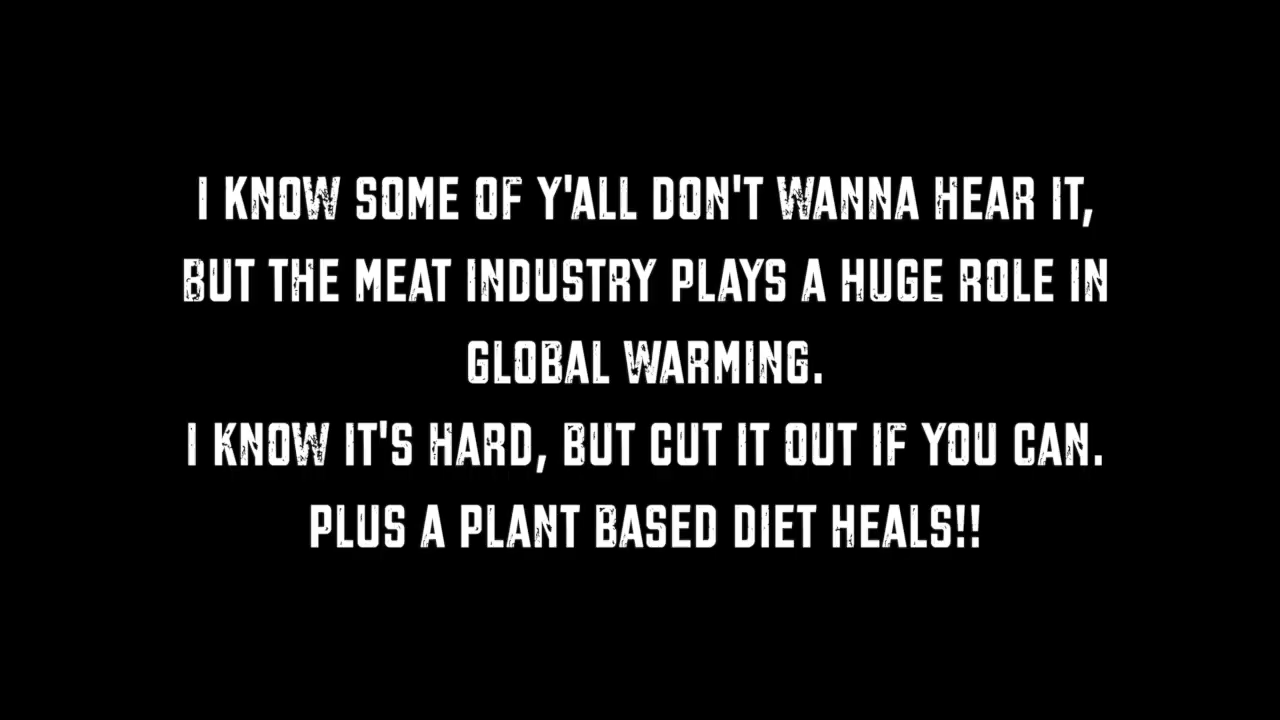 I KNOW SOME OF Y'ALL DON'T WANNA HEAR IT,
BUT THE MEAT INDUSTRY PLAYS A HUGE ROLE IN
GLOBAL WARMING.
I KNOW IT'S HARD, BUT CUT IT OUT IF YOU CAN.
PLUS A PLANT BASED DIET HEALS!!